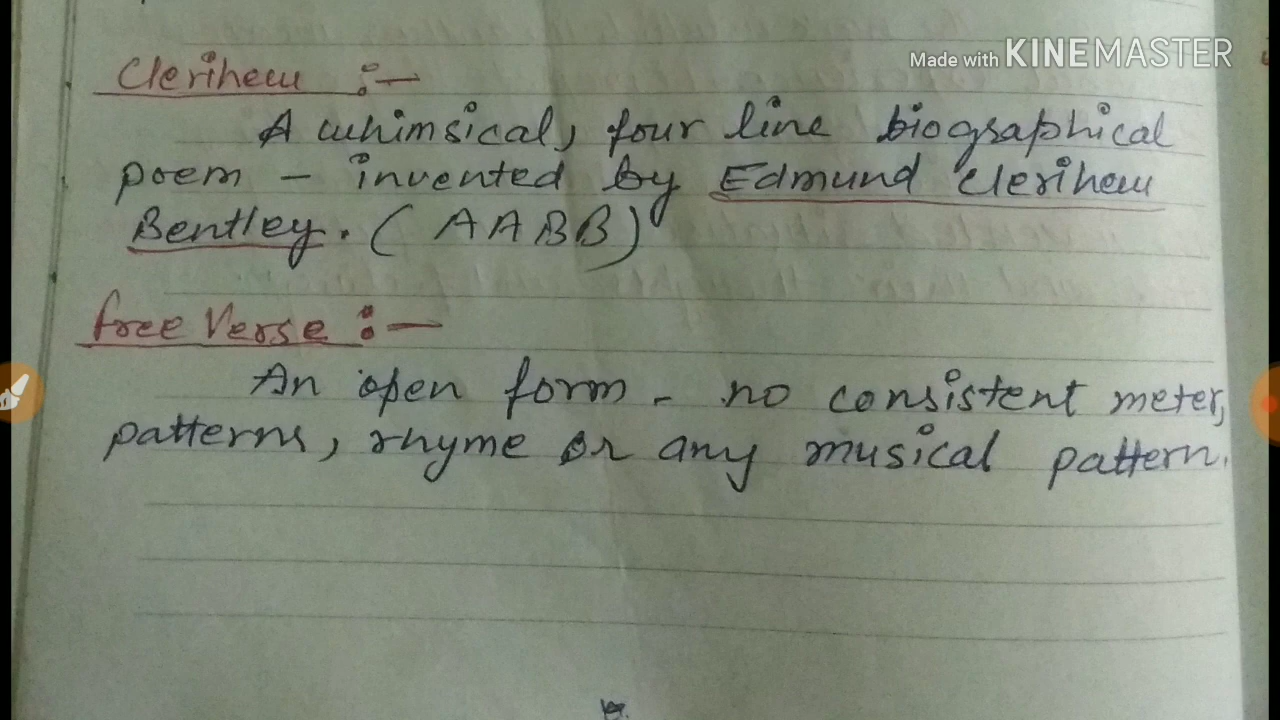 Made with KINEMASTER
Clerihew :-
A whimsical, four line biographical
poem - invented by Edmund Clerihew
Bentley. (AABB)
free Verse :-
An open form - no consistent meter,
patterns, rhyme or any musical pattern.